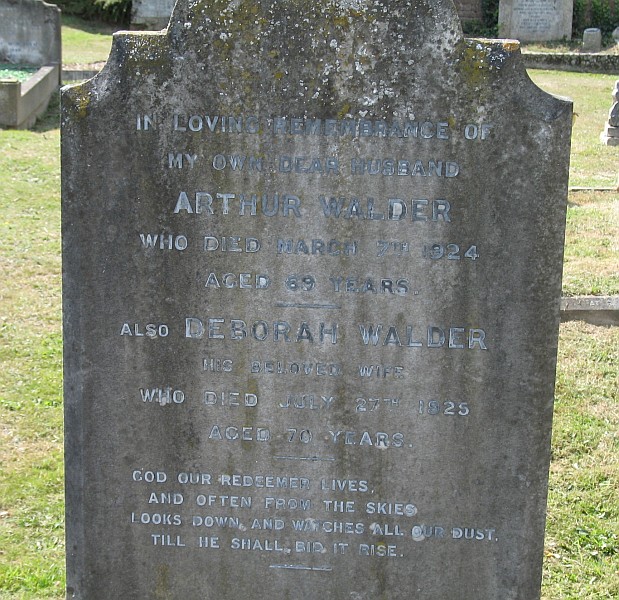 IN LOVING REMEMBRANCE OF
MY OWN DEAR HUSBAND
ARTHUR WALDER
WHO DIED MARCH 7TH 1924
AGED 69 YEARS.
ALSO DEBORAH WALDER
HIS BELOVED WIFE
WHO DIED JULY 27TH 1925
AGED 70 YEARS.
GOD OUR REDEEMER LIVES,
AND OFTEN FROM THE SKIES
LOOKS DOWN, AND WATCHES ALL OUR DUST,
TILL HE SHALL BID IT RISE.